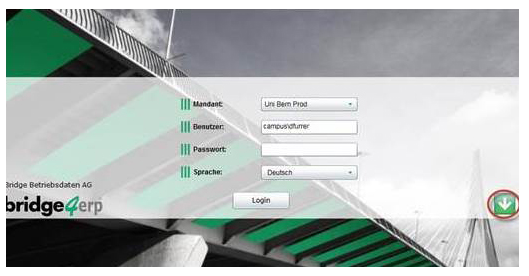 Mandant:
Uni Bern Prod
Benutzer:
campus\dfurrer
Passwort:
Sprache:
Deutsch
Login
Bridge Betriebsdaten AG
bridge4erp